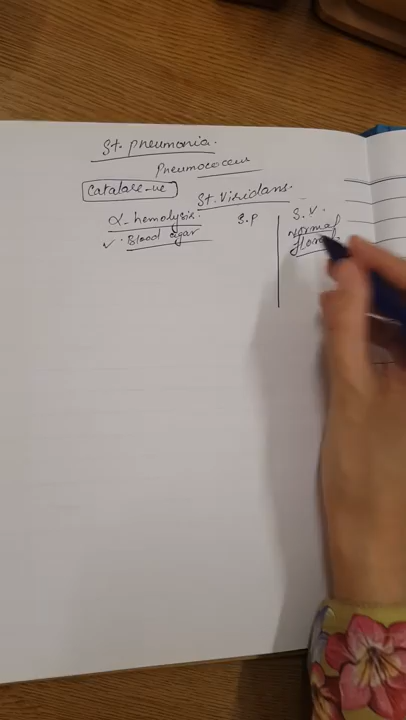 St. pneumonia.
Pneumococcus
Catalase -ve
St. Viridans.
α-hemolysis.
✓ · Blood agar
S.P
S. V.
normal
flora